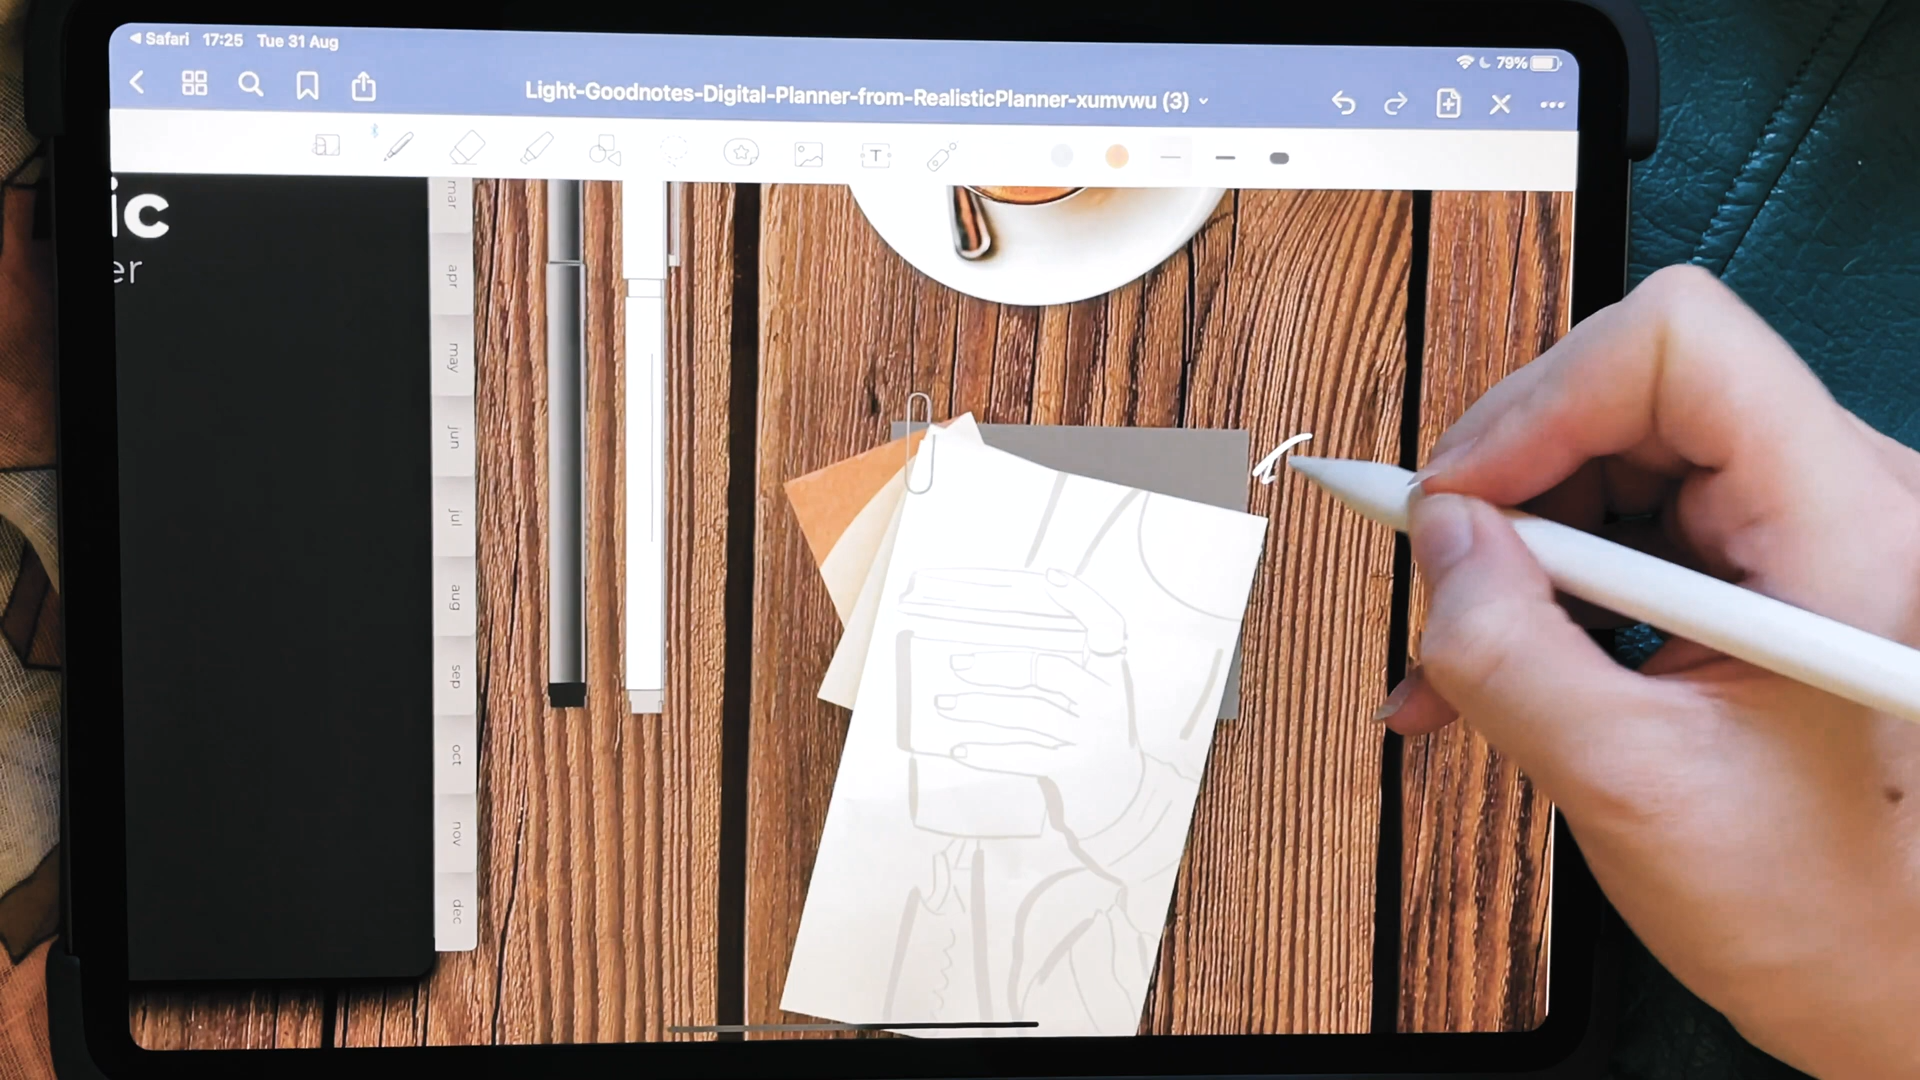 Safari 17:25 Tue 31 Aug
79%
Light-Goodnotes-Digital-Planner-from-RealisticPlanner-xumvwu (3)
T
ic
er
mar
apr
may
jun
jul
aug
sep
oct
nov
dec